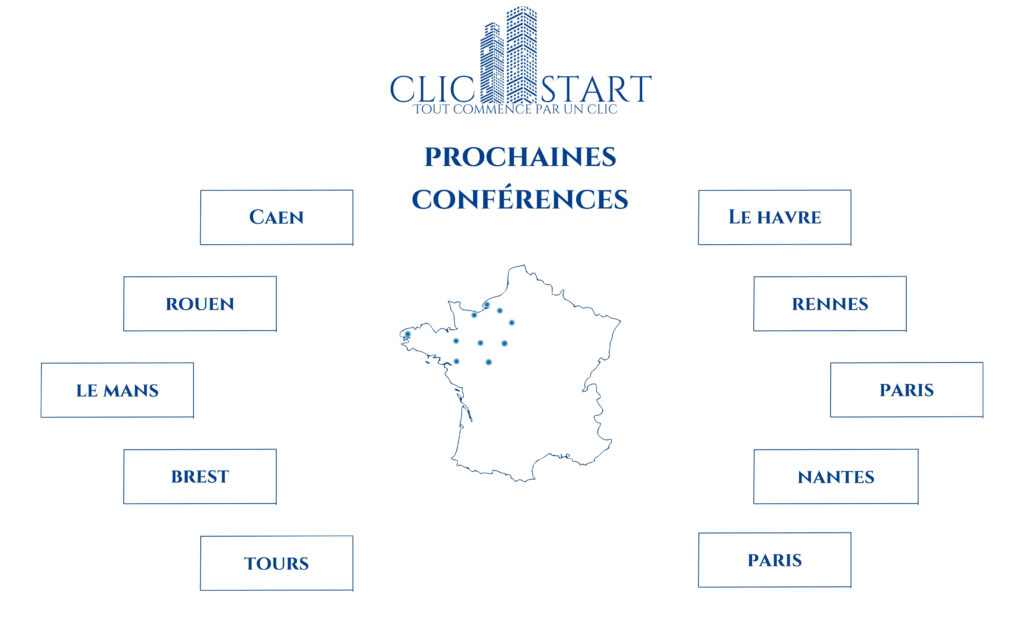 CLIC START
TOUT COMMENCE PAR UN CLIC
PROCHAINES
CONFÉRENCES
CAEN
LE HAVRE
ROUEN
RENNES
LE MANS
PARIS
BREST
NANTES
TOURS
PARIS